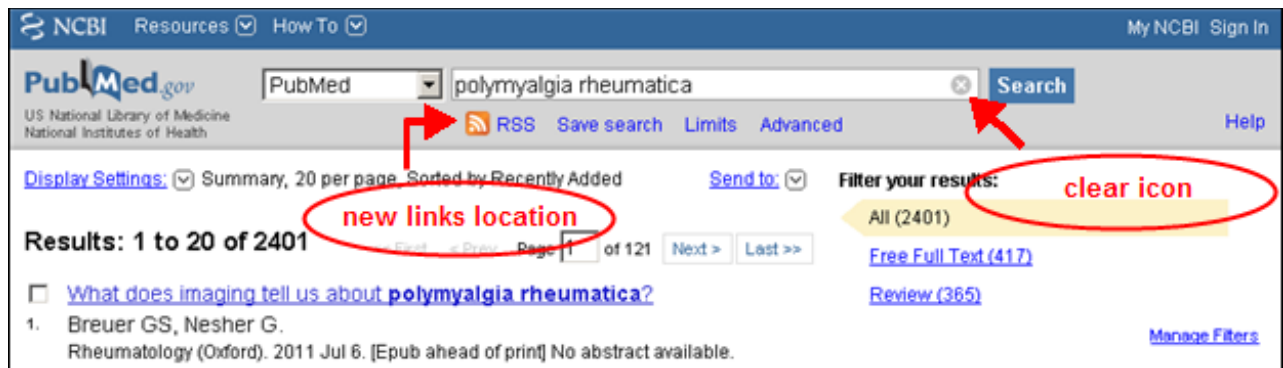 NCBI Resources How To My NCBI Sign In
PubMed.gov PubMed polymyalgia rheumatica Search
US National Library of Medicine
National Institutes of Health
RSS Save search Limits Advanced Help
Display Settings: Summary, 20 per page, Sorted by Recently Added Send to: Filter your results:
new links location
clear icon
All (2401)
Results: 1 to 20 of 2401 First < Prev Page 1 of 121 Next > Last >>
Free Full Text (417)
What does imaging tell us about polymyalgia rheumatica?
Review (365)
1. Breuer GS, Nesher G.
Manage Filters
Rheumatology (Oxford). 2011 Jul 6. [Epub ahead of print] No abstract available.